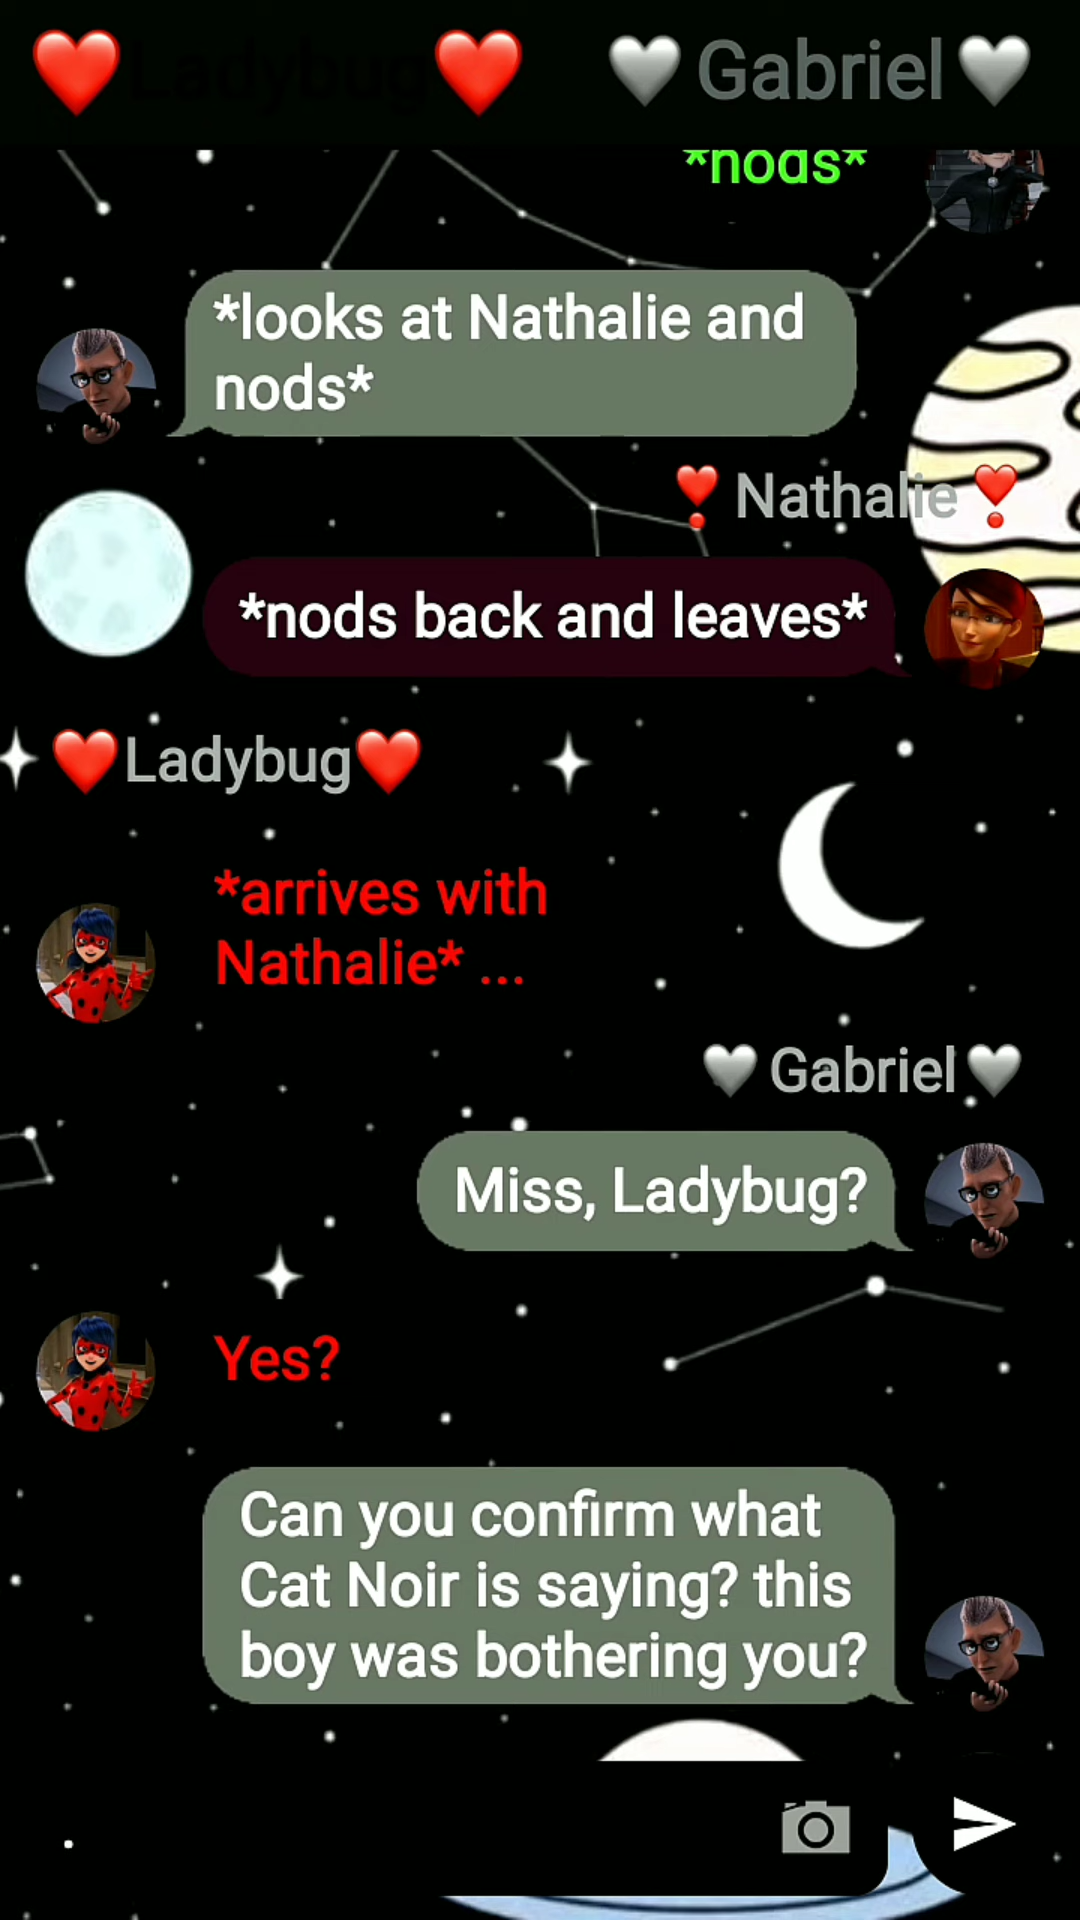 ❤️Ladybug❤️ 🤍Gabriel🤍
*nods*
*looks at Nathalie and
nods*
❣️Nathalie❣️
*nods back and leaves*
❤️Ladybug❤️
*arrives with
Nathalie* ...
🤍Gabriel🤍
Miss, Ladybug?
Yes?
Can you confirm what
Cat Noir is saying? this
boy was bothering you?